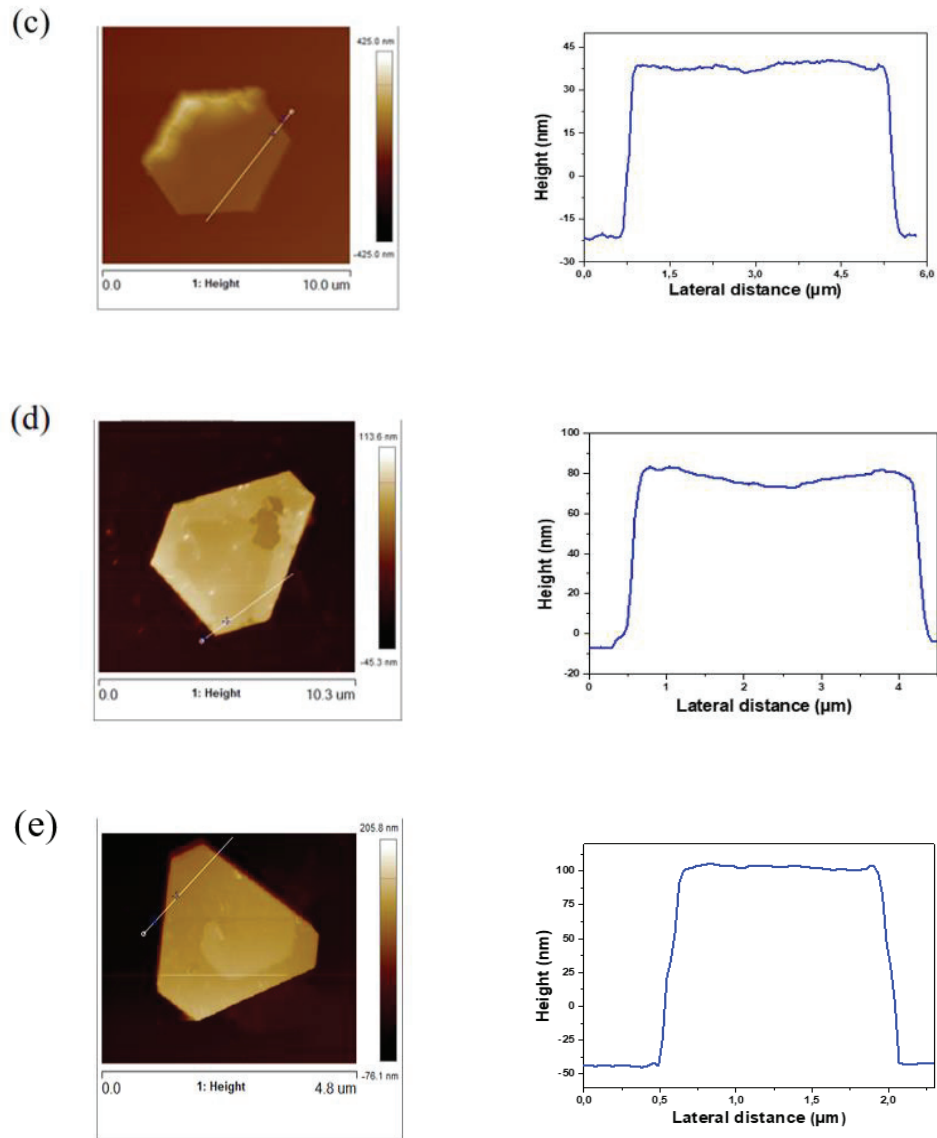 (c)
425.0 nm
-425.0 nm
0.0 1: Height 10.0 um
Height (nm)
45
30
15
0
-15
-30
0,0 1,5 3,0 4,5 6,0
Lateral distance (µm)
(d)
113.6 nm
-45.3 nm
0.0 1: Height 10.3 um
Height (nm)
100
80
60
40
20
0
-20
0 1 2 3 4
Lateral distance (µm)
(e)
205.8 nm
-76.1 nm
0.0 1: Height 4.8 um
Height (nm)
100
75
50
25
0
-25
-50
0,0 0,5 1,0 1,5 2,0
Lateral distance (µm)